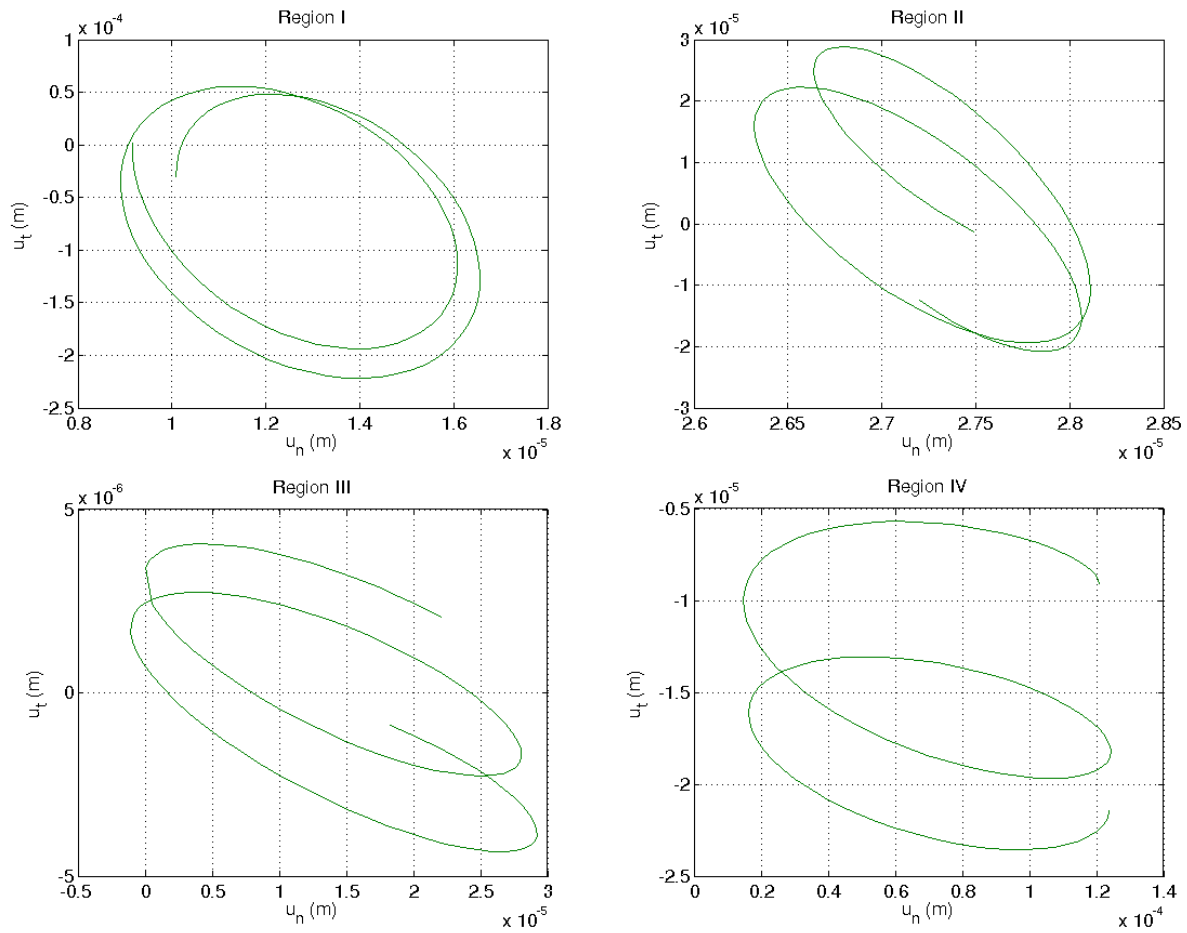 Region I
x 10^-4
1
0.5
0
-0.5
-1
-1.5
-2
-2.5
u_t (m)
0.8 1 1.2 1.4 1.6 1.8
u_n (m)
x 10^-5
Region II
x 10^-5
3
2
1
0
-1
-2
-3
u_t (m)
2.6 2.65 2.7 2.75 2.8 2.85
u_n (m)
x 10^-5
Region III
x 10^-6
5
0
-5
u_t (m)
-0.5 0 0.5 1 1.5 2 2.5 3
u_n (m)
x 10^-5
Region IV
x 10^-5
-0.5
-1
-1.5
-2
-2.5
u_t (m)
0 0.2 0.4 0.6 0.8 1 1.2 1.4
u_n (m)
x 10^-4